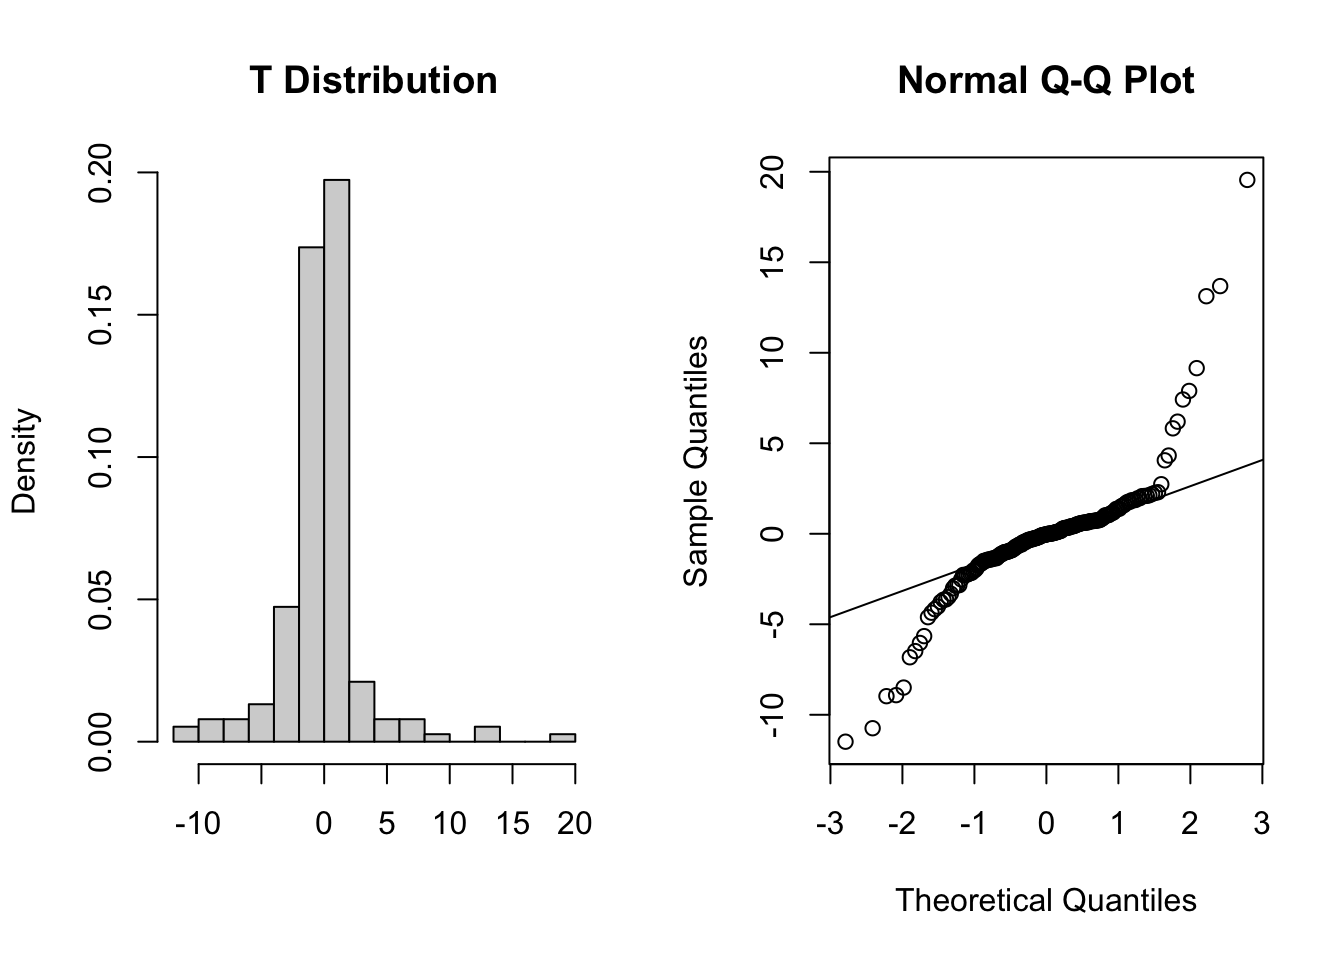 T Distribution
Density
0.00 0.05 0.10 0.15 0.20
-10 0 5 10 15 20
Normal Q-Q Plot
Sample Quantiles
-10 -5 0 5 10 15 20
-3 -2 -1 0 1 2 3
Theoretical Quantiles